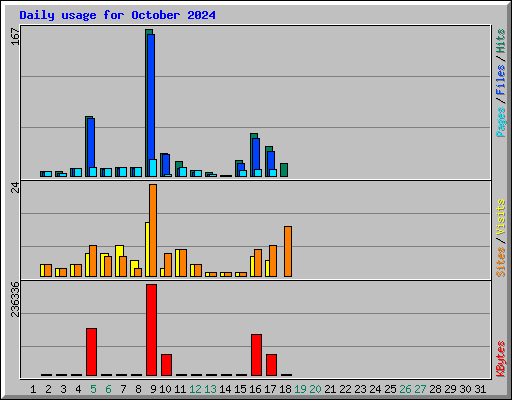 Daily usage for October 2024
167
Pages / Files / Hits
24
Sites / Visits
236336
KBytes
1 2 3 4 5 6 7 8 9 10 11 12 13 14 15 16 17 18 19 20 21 22 23 24 25 26 27 28 29 30 31